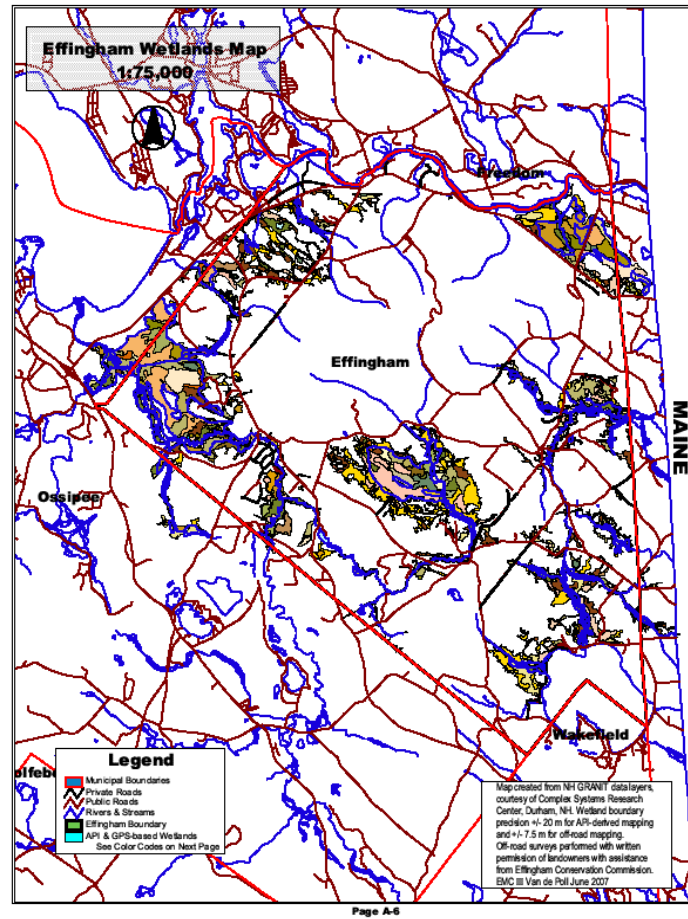 Effingham Wetlands Map
1:75,000
Freedom
Effingham
MAINE
Ossipee
Wakefield
olfeb
Legend
Municipal Boundaries
Private Roads
Public Roads
Rivers & Streams
Effingham Boundary
API & GPS-based Wetlands
See Color Codes on Next Page
Map created from NH GRANIT data layers,
courtesy of Complex Systems Research
Center, Durham, NH. Wetland boundary
precision +/- 20 m for API-derived mapping
and +/- 7.5 m for off-road mapping.
Off-road surveys performed with written
permission of landowners with assistance
from Effingham Conservation Commission.
EMC III Van de Poll June 2007
Page A-6